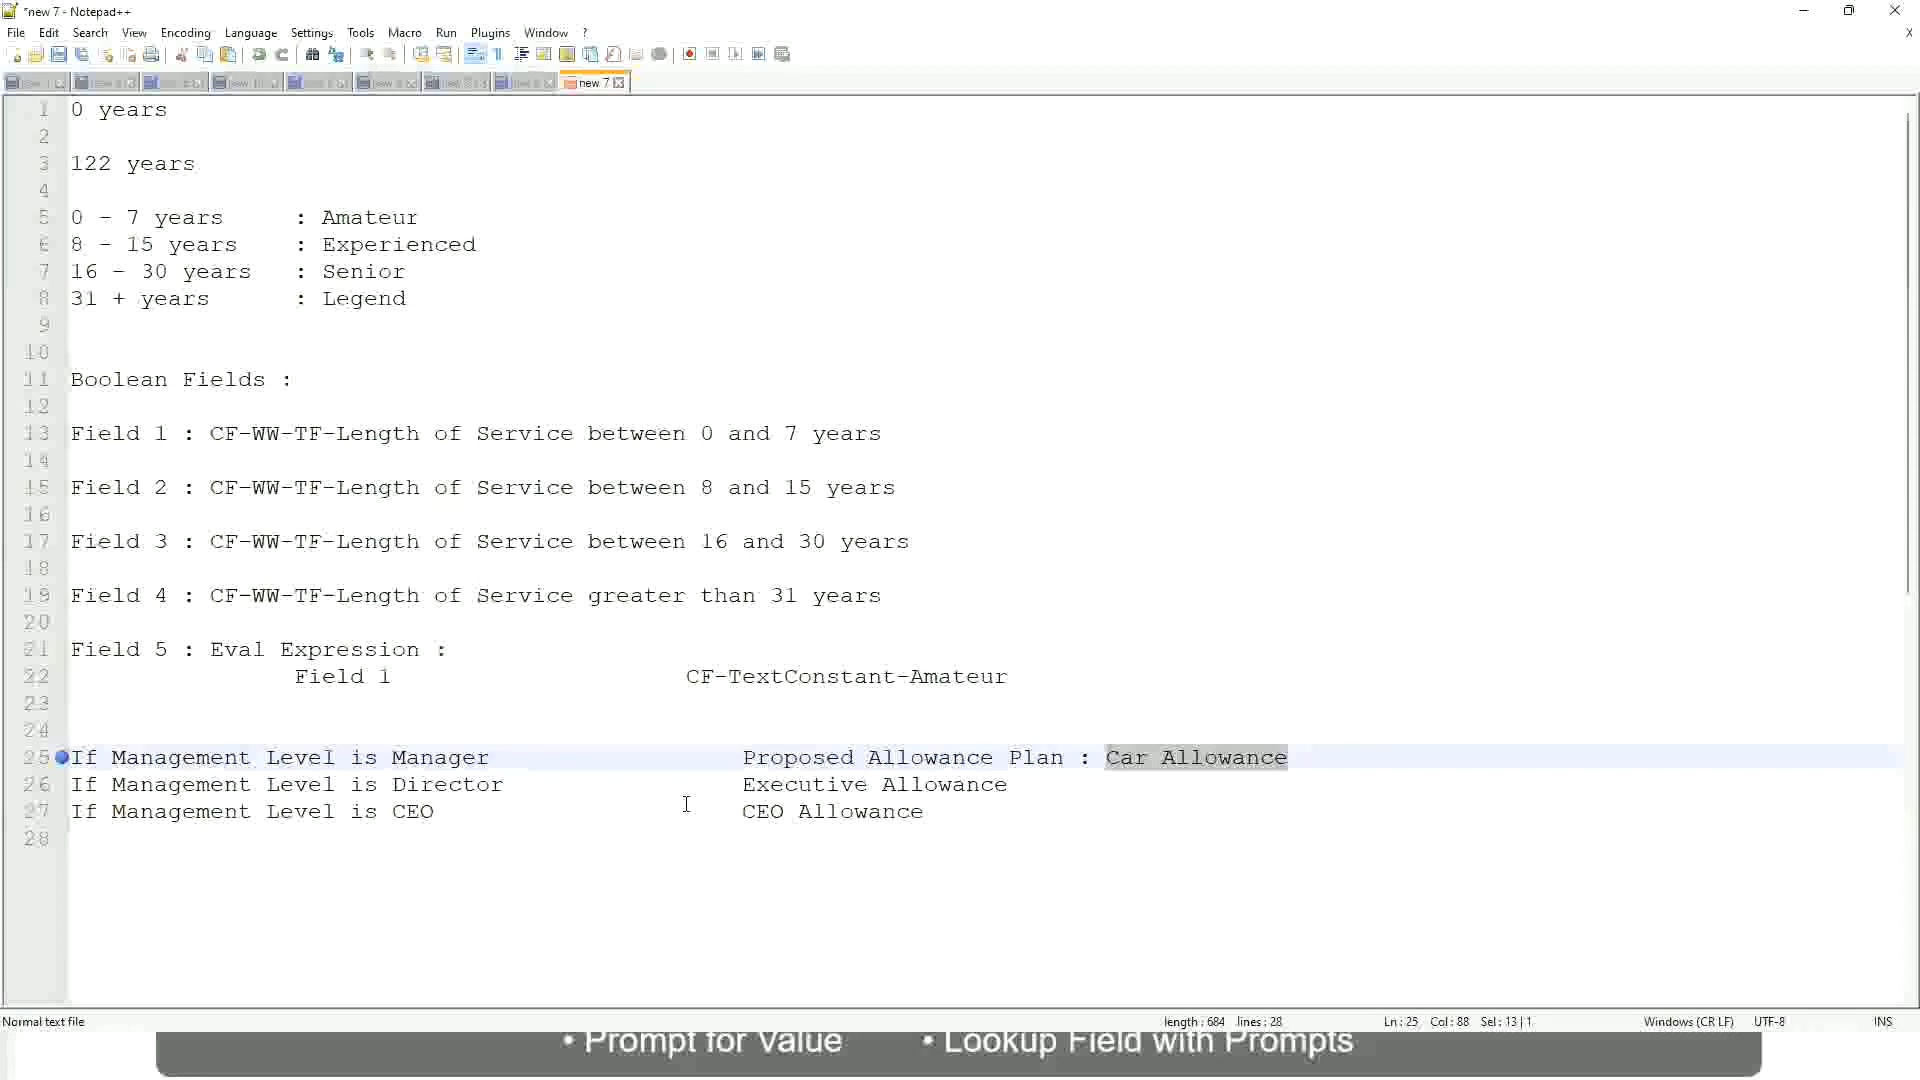 *new 7 - Notepad++
File Edit Search View Encoding Language Settings Tools Macro Run Plugins Window ? X
new 7
1 0 years
2
3 122 years
4
5 0 - 7 years : Amateur
6 8 - 15 years : Experienced
7 16 - 30 years : Senior
8 31 + years : Legend
9
10
11 Boolean Fields :
12
13 Field 1 : CF-WW-TF-Length of Service between 0 and 7 years
14
15 Field 2 : CF-WW-TF-Length of Service between 8 and 15 years
16
17 Field 3 : CF-WW-TF-Length of Service between 16 and 30 years
18
19 Field 4 : CF-WW-TF-Length of Service greater than 31 years
20
21 Field 5 : Eval Expression :
22 Field 1 CF-TextConstant-Amateur
23
24
25 If Management Level is Manager Proposed Allowance Plan : Car Allowance
26 If Management Level is Director Executive Allowance
27 If Management Level is CEO CEO Allowance
28
Normal text file length : 684 lines : 28 Ln : 25 Col : 88 Sel : 13 | 1 Windows (CR LF) UTF-8 INS
• Prompt for Value • Lookup Field with Prompts